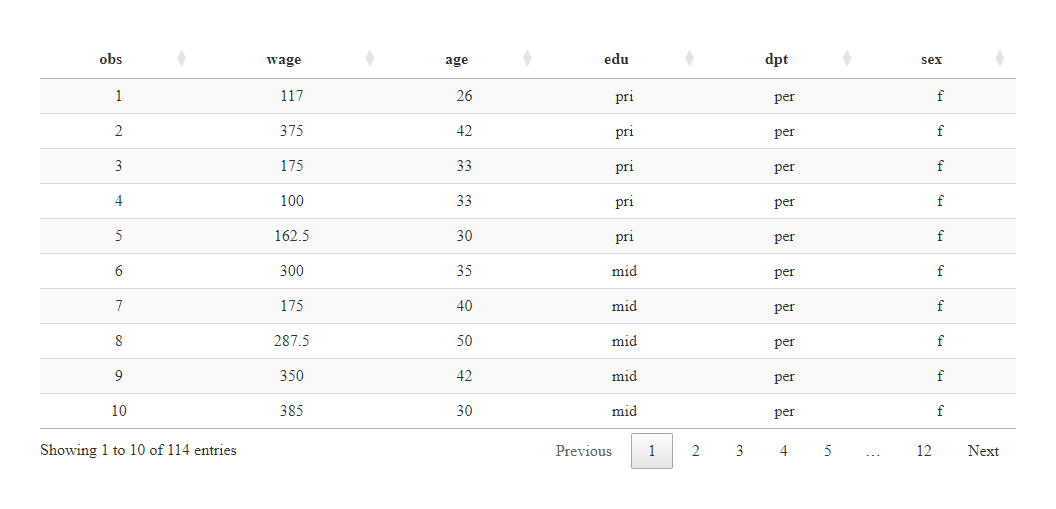 obs wage age edu dpt sex
1 117 26 pri per f
2 375 42 pri per f
3 175 33 pri per f
4 100 33 pri per f
5 162.5 30 pri per f
6 300 35 mid per f
7 175 40 mid per f
8 287.5 50 mid per f
9 350 42 mid per f
10 385 30 mid per f
Showing 1 to 10 of 114 entries Previous 1 2 3 4 5 … 12 Next